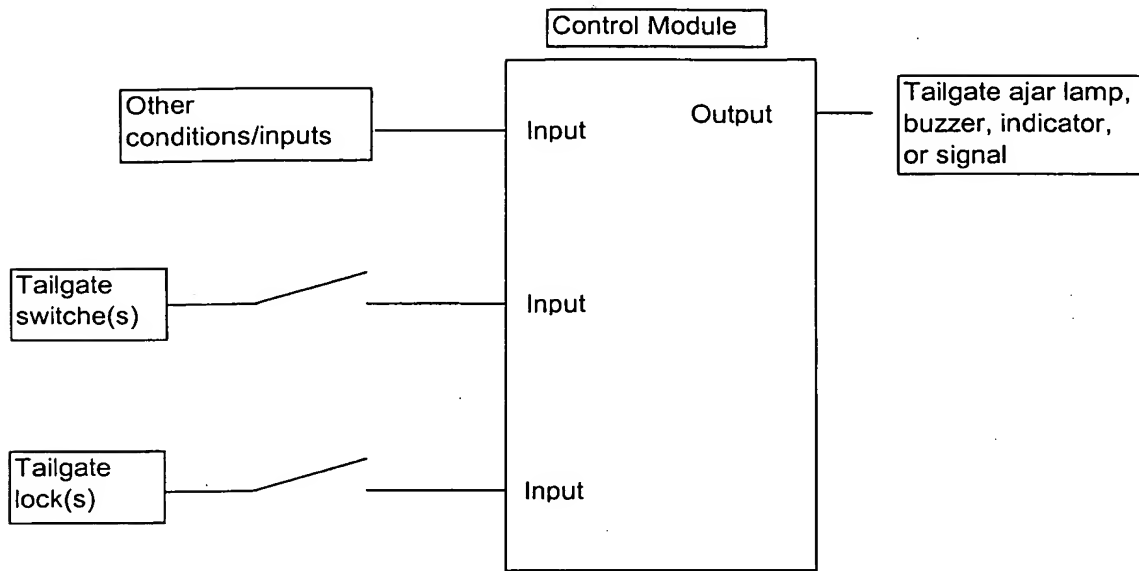 Control Module
Other
conditions/inputs
Input
Output
Tailgate ajar lamp,
buzzer, indicator,
or signal
Tailgate
switche(s)
Input
Tailgate
lock(s)
Input